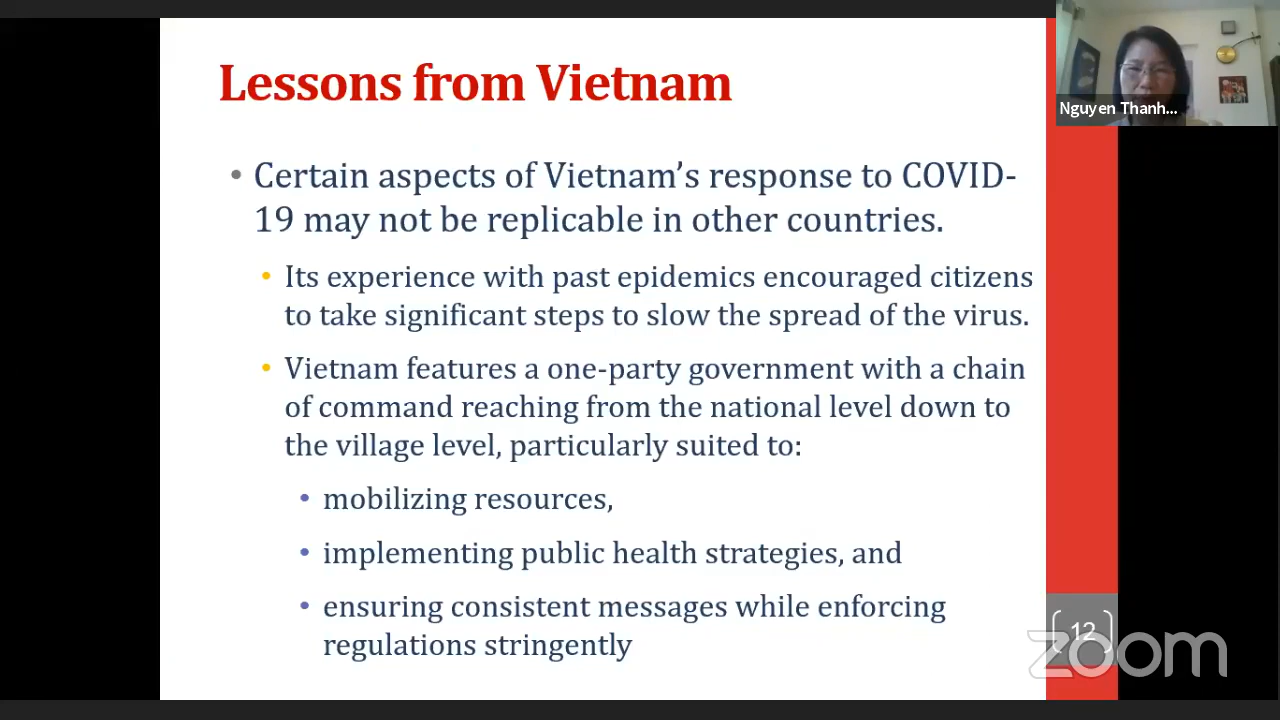 Lessons from Vietnam
Nguyen Thanh...
• Certain aspects of Vietnam’s response to COVID-
19 may not be replicable in other countries.
• Its experience with past epidemics encouraged citizens
to take significant steps to slow the spread of the virus.
• Vietnam features a one-party government with a chain
of command reaching from the national level down to
the village level, particularly suited to:
• mobilizing resources,
• implementing public health strategies, and
• ensuring consistent messages while enforcing
regulations stringently
12
zoom